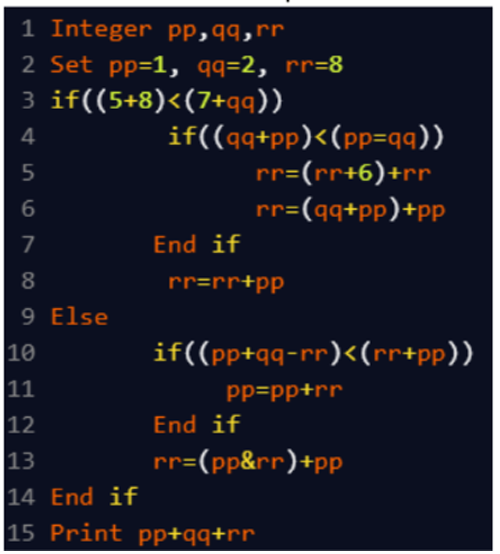 1 Integer pp,qq,rr
2 Set pp=1, qq=2, rr=8
3 if((5+8)<(7+qq))
4 if((qq+pp)<(pp=qq))
5 rr=(rr+6)+rr
6 rr=(qq+pp)+pp
7 End if
8 rr=rr+pp
9 Else
10 if((pp+qq-rr)<(rr+pp))
11 pp=pp+rr
12 End if
13 rr=(pp&rr)+pp
14 End if
15 Print pp+qq+rr